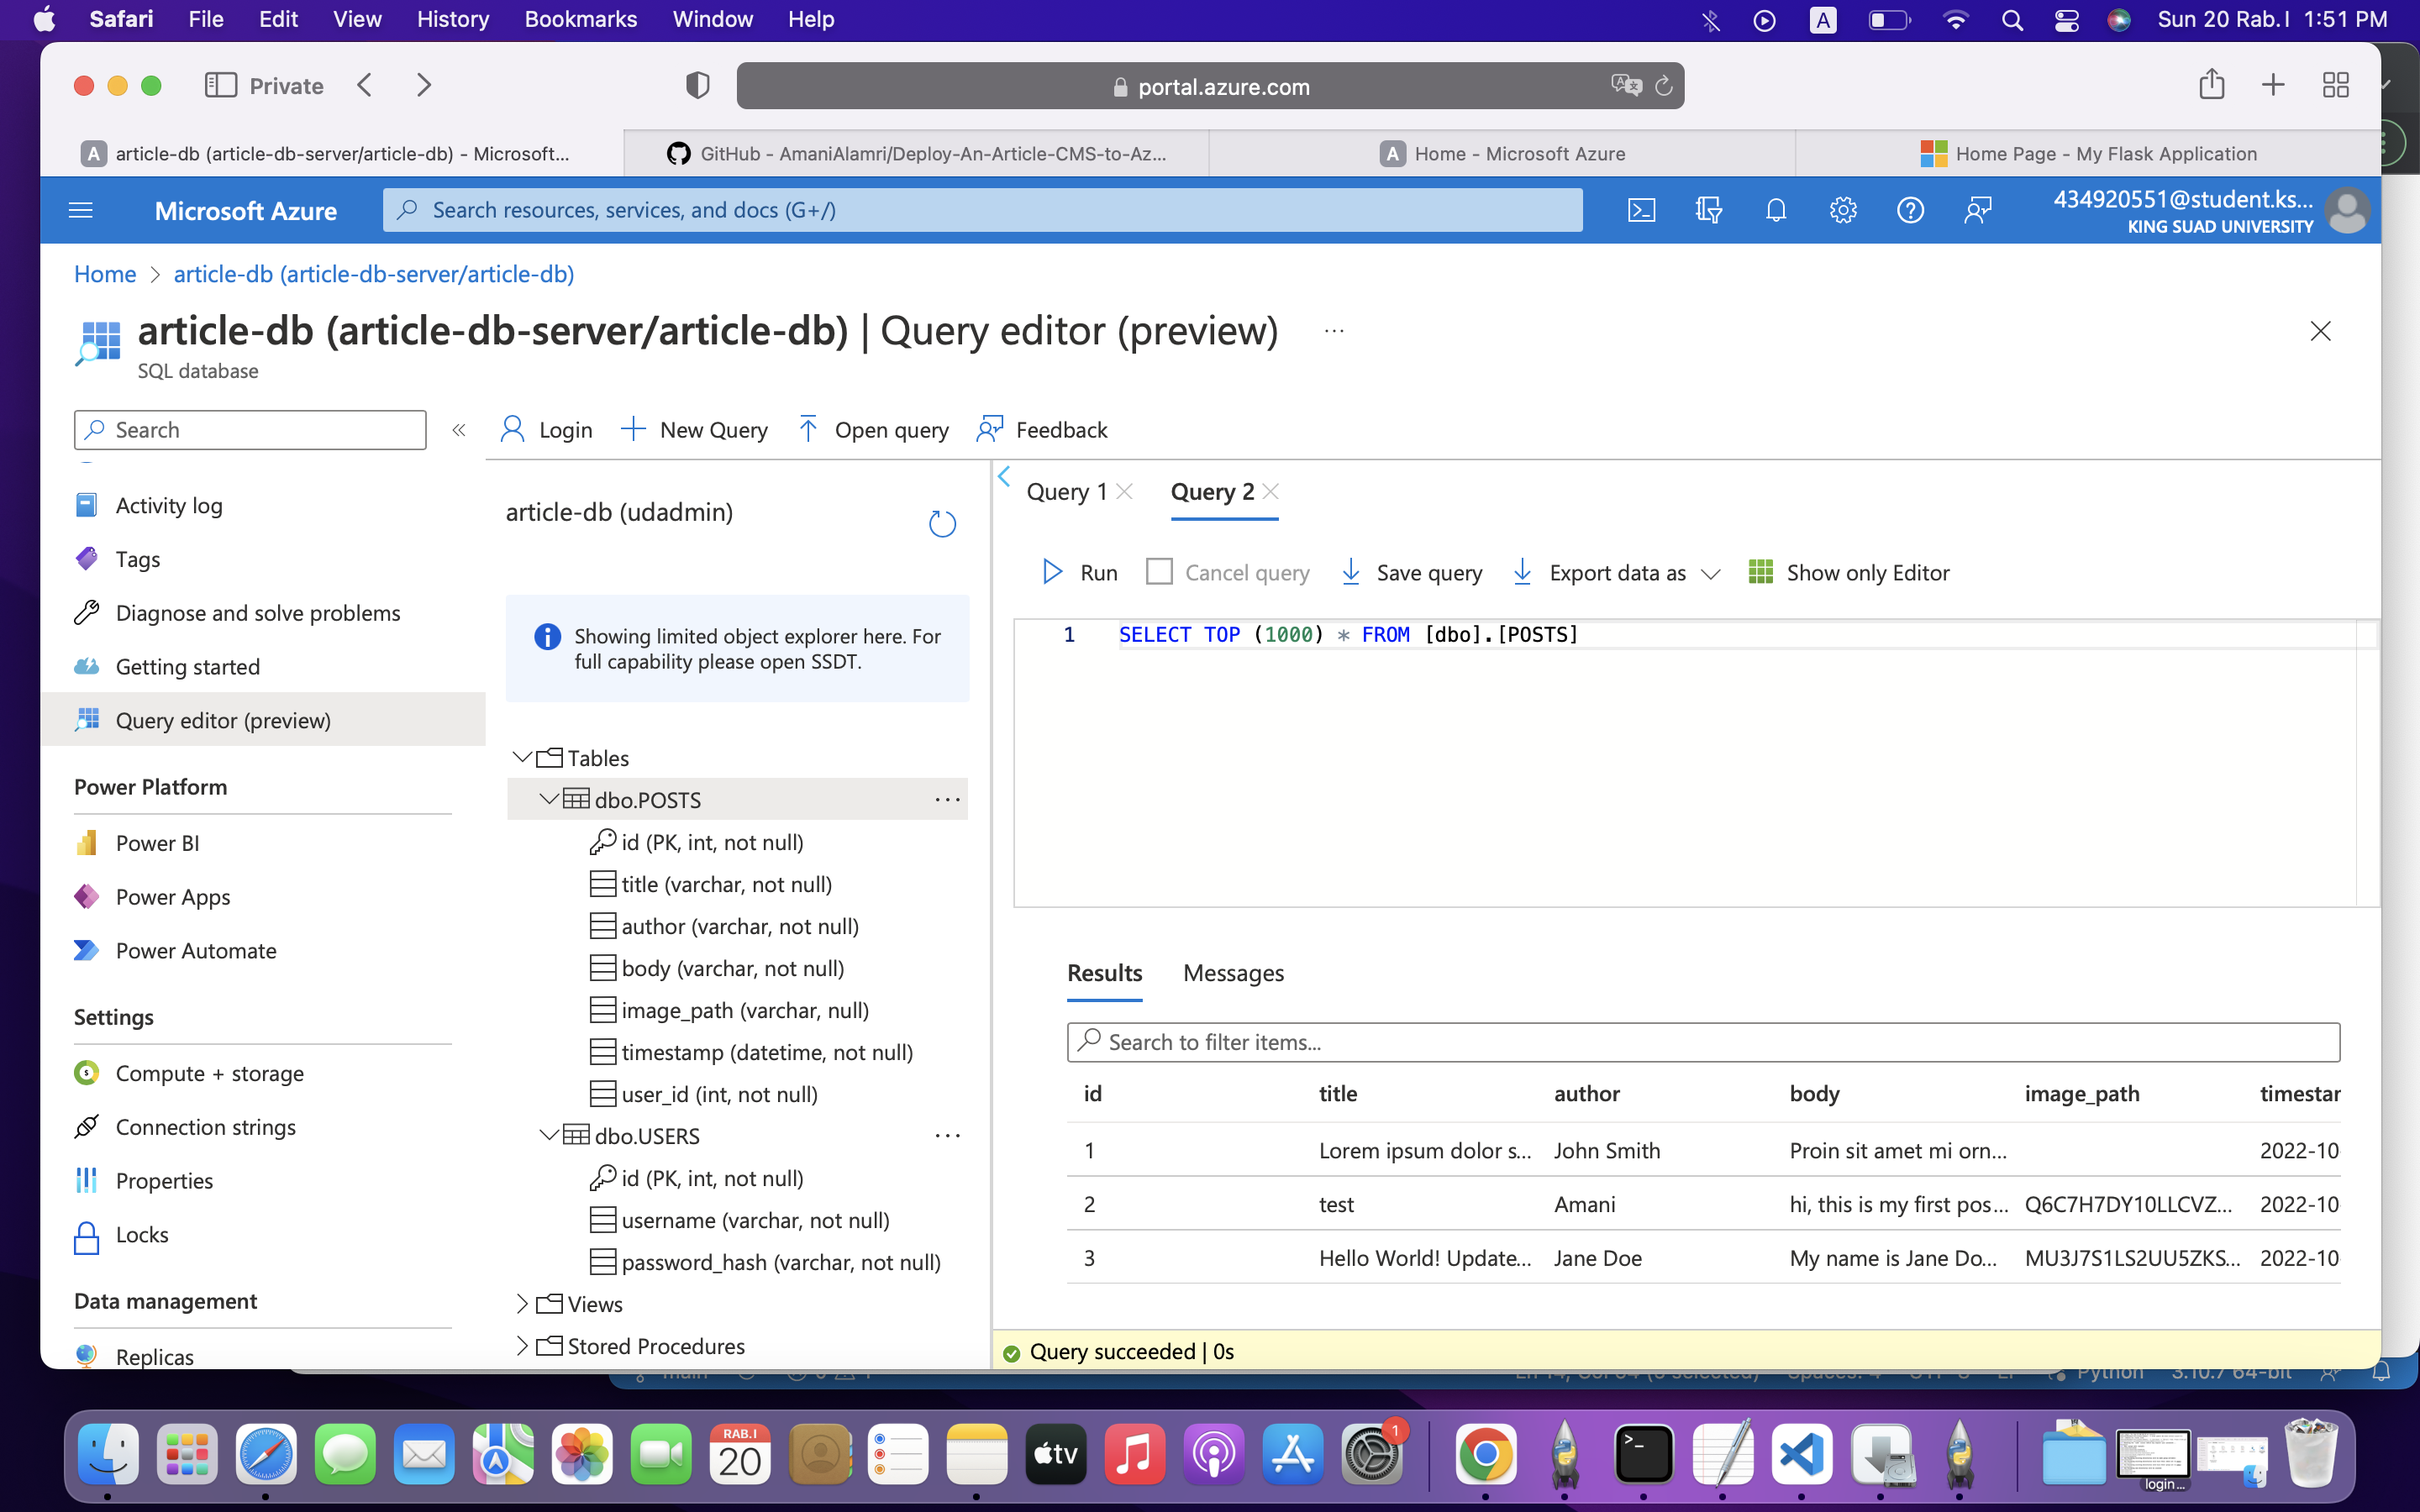 Safari File Edit View History Bookmarks Window Help
A
Sun 20 Rab. I 1:51 PM
Private
portal.azure.com
A article-db (article-db-server/article-db) - Microsoft...
GitHub - AmaniAlamri/Deploy-An-Article-CMS-to-Az...
A Home - Microsoft Azure
Home Page - My Flask Application
Microsoft Azure
Search resources, services, and docs (G+/)
434920551@student.ks...
KING SUAD UNIVERSITY
Home > article-db (article-db-server/article-db)
article-db (article-db-server/article-db) | Query editor (preview) ...
SQL database
Search
«
Login
New Query
Open query
Feedback
Activity log
Tags
Diagnose and solve problems
Getting started
Query editor (preview)
Power Platform
Power BI
Power Apps
Power Automate
Settings
Compute + storage
Connection strings
Properties
Locks
Data management
Replicas
article-db (udadmin)
Showing limited object explorer here. For
full capability please open SSDT.
Tables
dbo.POSTS ...
id (PK, int, not null)
title (varchar, not null)
author (varchar, not null)
body (varchar, not null)
image_path (varchar, null)
timestamp (datetime, not null)
user_id (int, not null)
dbo.USERS ...
id (PK, int, not null)
username (varchar, not null)
password_hash (varchar, not null)
Views
Stored Procedures
Query 1
Query 2
Run
Cancel query
Save query
Export data as
Show only Editor
1 SELECT TOP (1000) * FROM [dbo].[POSTS]
Results
Messages
Search to filter items...
id title author body image_path timestar
1 Lorem ipsum dolor s... John Smith Proin sit amet mi orn... 2022-10
2 test Amani hi, this is my first pos... Q6C7H7DY10LLCVZ... 2022-10
3 Hello World! Update... Jane Doe My name is Jane Do... MU3J7S1LS2UU5ZKS... 2022-10
Query succeeded | 0s
main
Python 3.10.7 64-bit
RAB.I
20
tv
1
login...